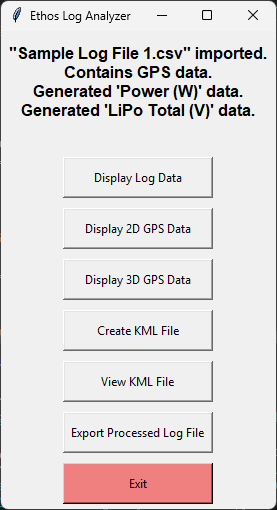 Ethos Log Analyzer
"Sample Log File 1.csv" imported.
Contains GPS data.
Generated 'Power (W)' data.
Generated 'LiPo Total (V)' data.
Display Log Data
Display 2D GPS Data
Display 3D GPS Data
Create KML File
View KML File
Export Processed Log File
Exit